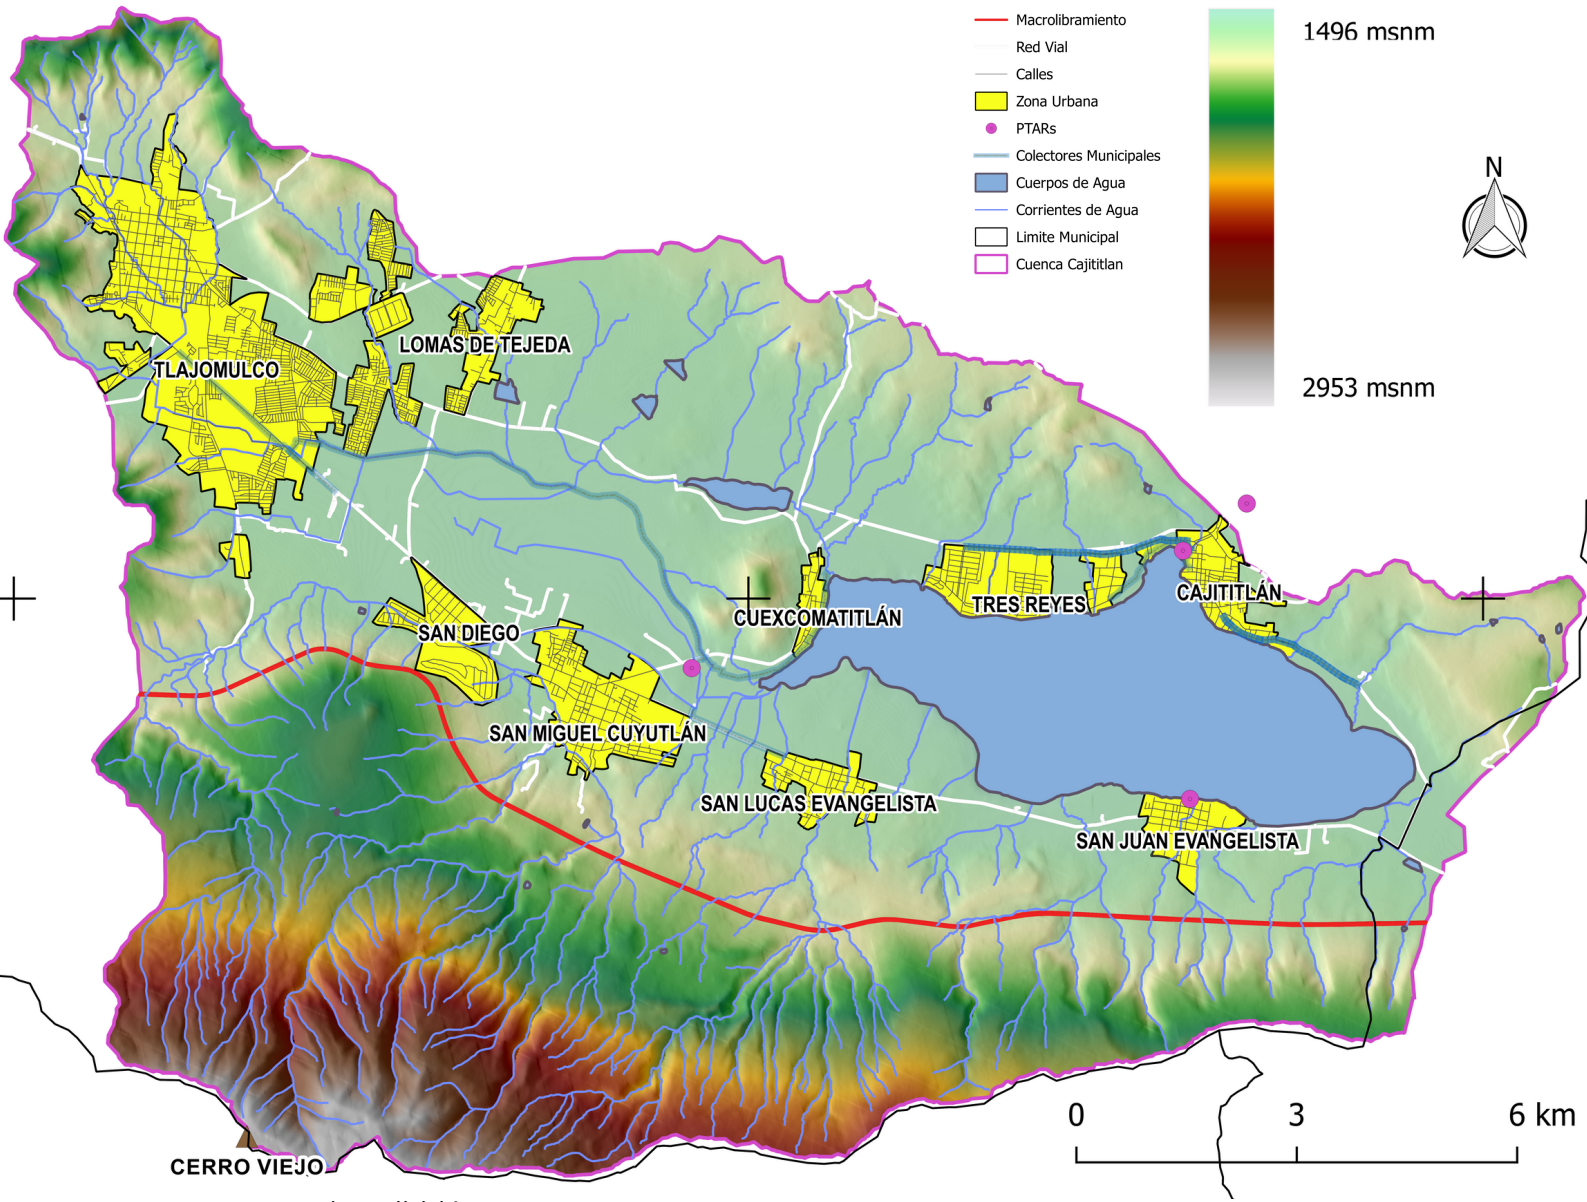 Macrolibramiento
Red Vial
Calles
Zona Urbana
PTARs
Colectores Municipales
Cuerpos de Agua
Corrientes de Agua
Limite Municipal
Cuenca Cajititlan
1496 msnm
2953 msnm
N
LOMAS DE TEJEDA
TLAJOMULCO
CAJITITLÁN
TRES REYES
CUEXCOMATITLÁN
SAN DIEGO
SAN MIGUEL CUYUTLÁN
SAN LUCAS EVANGELISTA
SAN JUAN EVANGELISTA
0 3 6 km
CERRO VIEJO